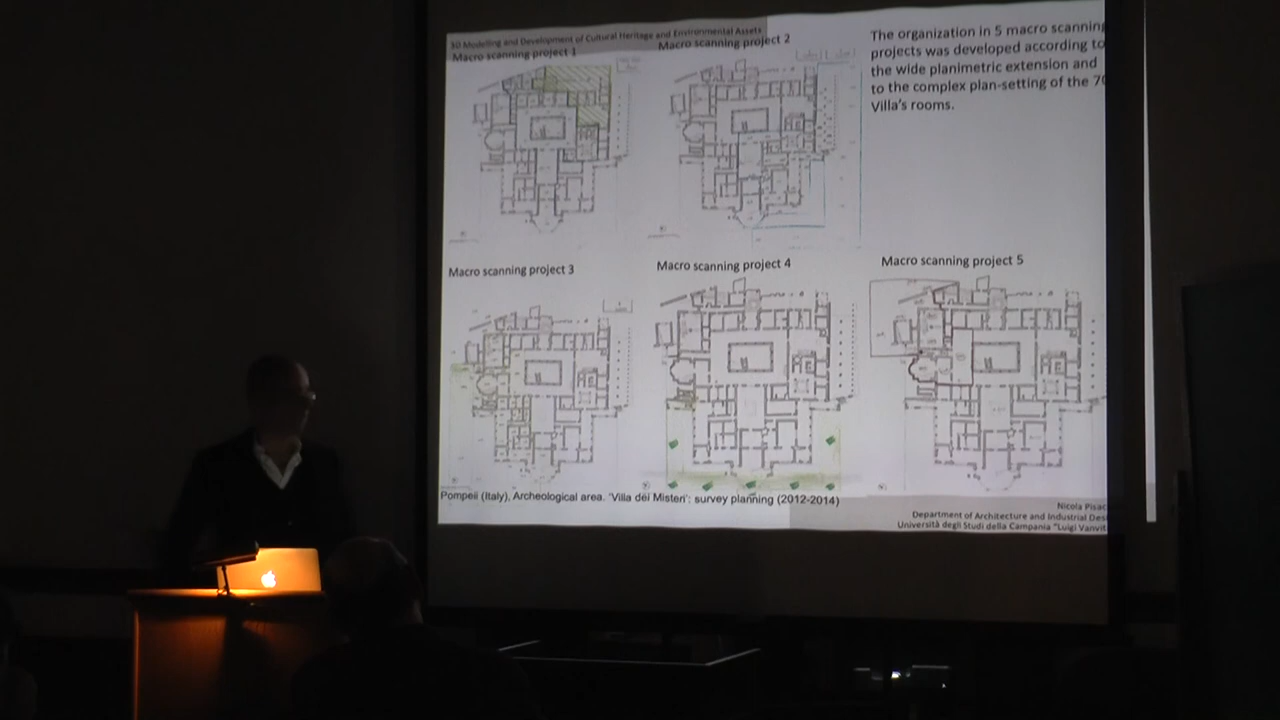 3D Modelling and Development of Cultural Heritage and Environmental Assets
Macro scanning project 1
Macro scanning project 2
The organization in 5 macro scanning
projects was developed according to
the wide planimetric extension and
to the complex plan-setting of the 70
Villa's rooms.
Macro scanning project 3
Macro scanning project 4
Macro scanning project 5
Pompeii (Italy), Archeological area. 'Villa dei Misteri': survey planning (2012-2014)
Nicola Pisac
Department of Architecture and Industrial Desi
Università degli Studi della Campania "Luigi Vanvit